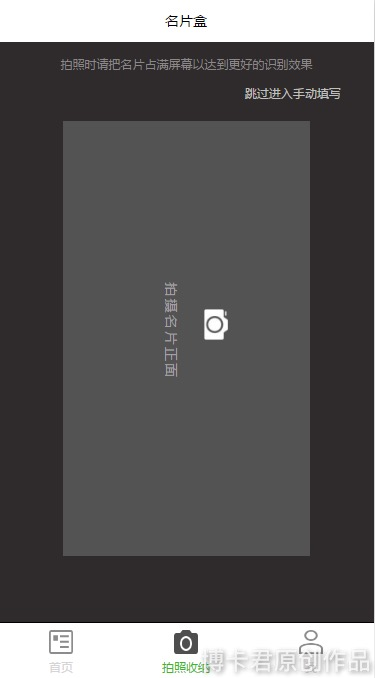 名片盒
拍照时请把名片占满屏幕以达到更好的识别效果
跳过进入手动填写
拍摄名片正面
首页
拍照收纳
博卡君原创作品